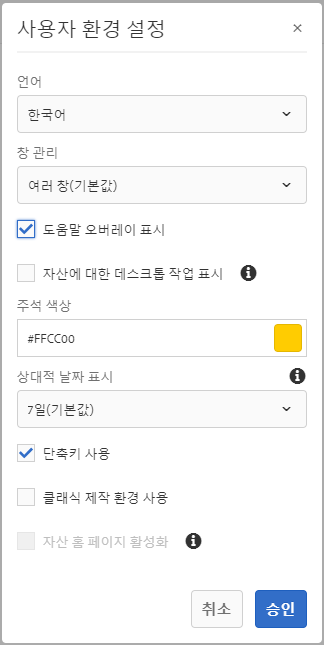 사용자 환경 설정
언어
한국어
창 관리
여러 창(기본값)
도움말 오버레이 표시
자산에 대한 데스크톱 작업 표시
주석 색상
#FFCC00
상대적 날짜 표시
7일(기본값)
단축키 사용
클래식 제작 환경 사용
자산 홈 페이지 활성화
취소 승인